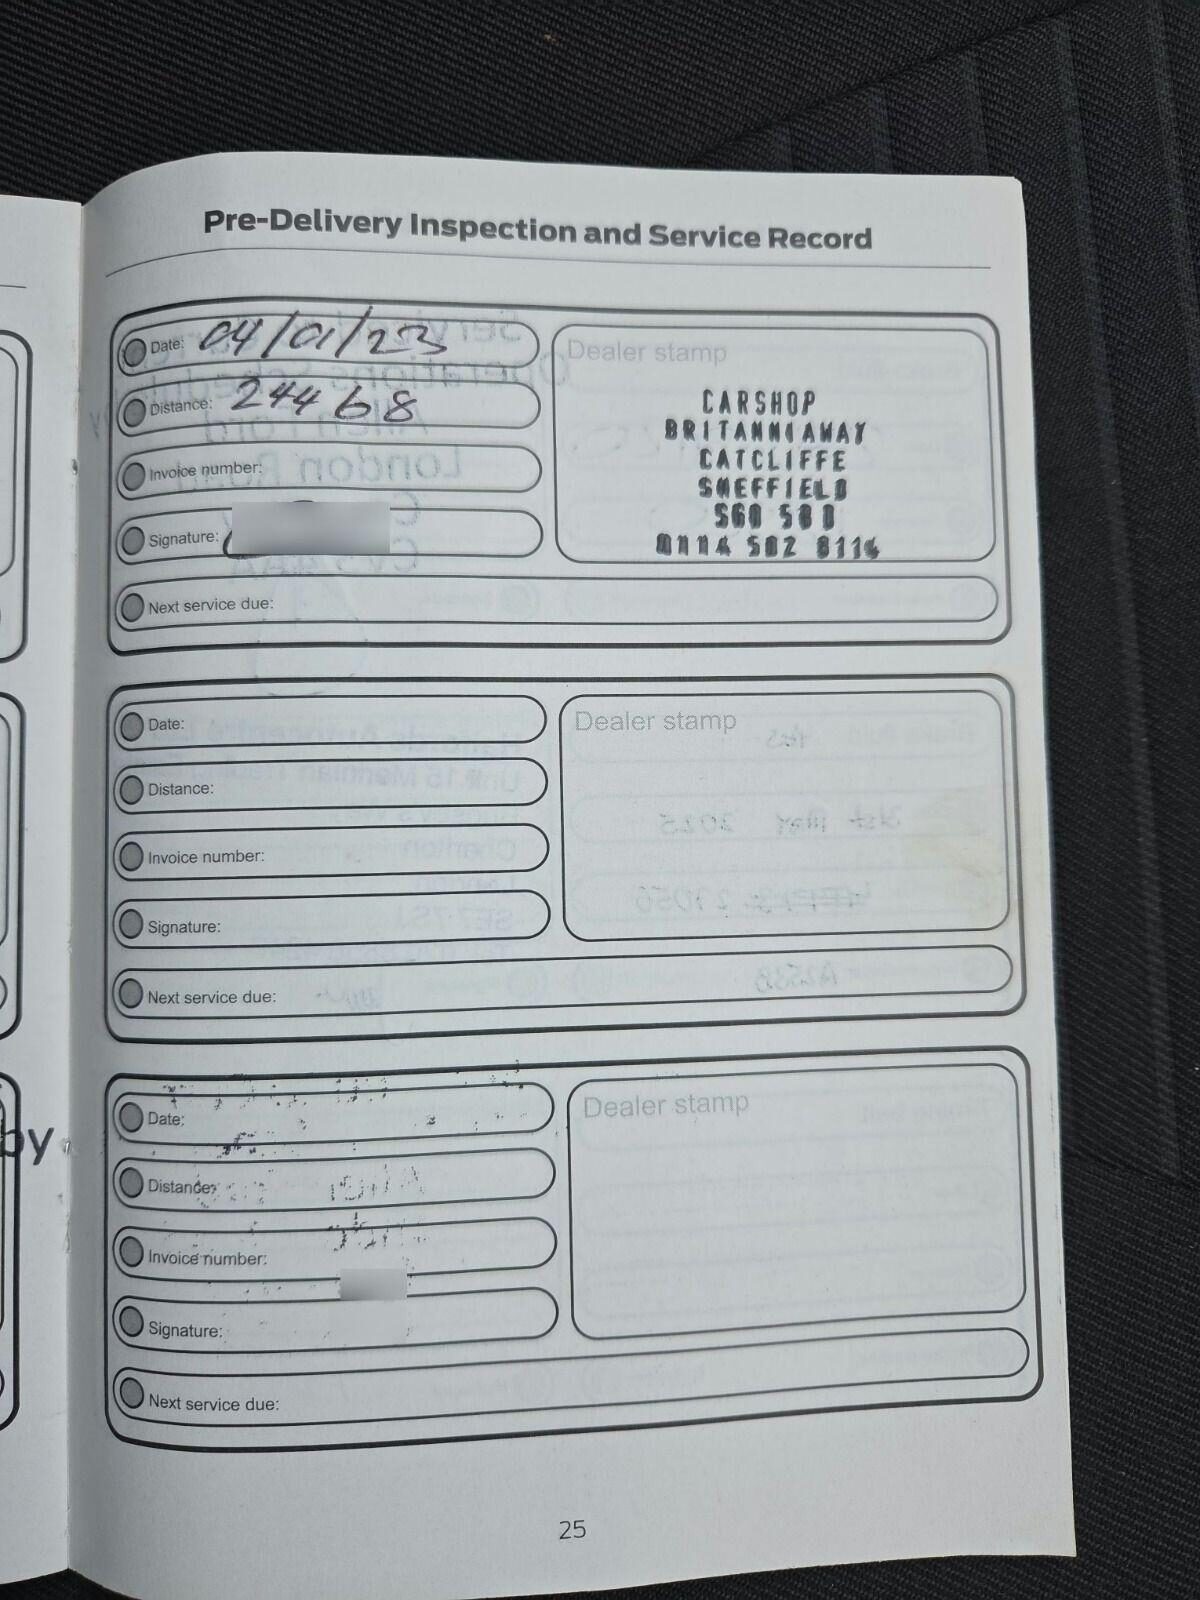 Pre-Delivery Inspection and Service Record
Date: 04/01/23
Distance: 24468
Invoice number:
Signature:
Next service due:
Dealer stamp
CARSHOP
BRITANNIAWAY
CATCLIFFE
SHEFFIELD
S60 5BD
0114 502 8114
Date:
Distance:
Invoice number:
Signature:
Next service due:
Dealer stamp
Date:
Distance:
Invoice number:
Signature:
Next service due:
Dealer stamp
by
25